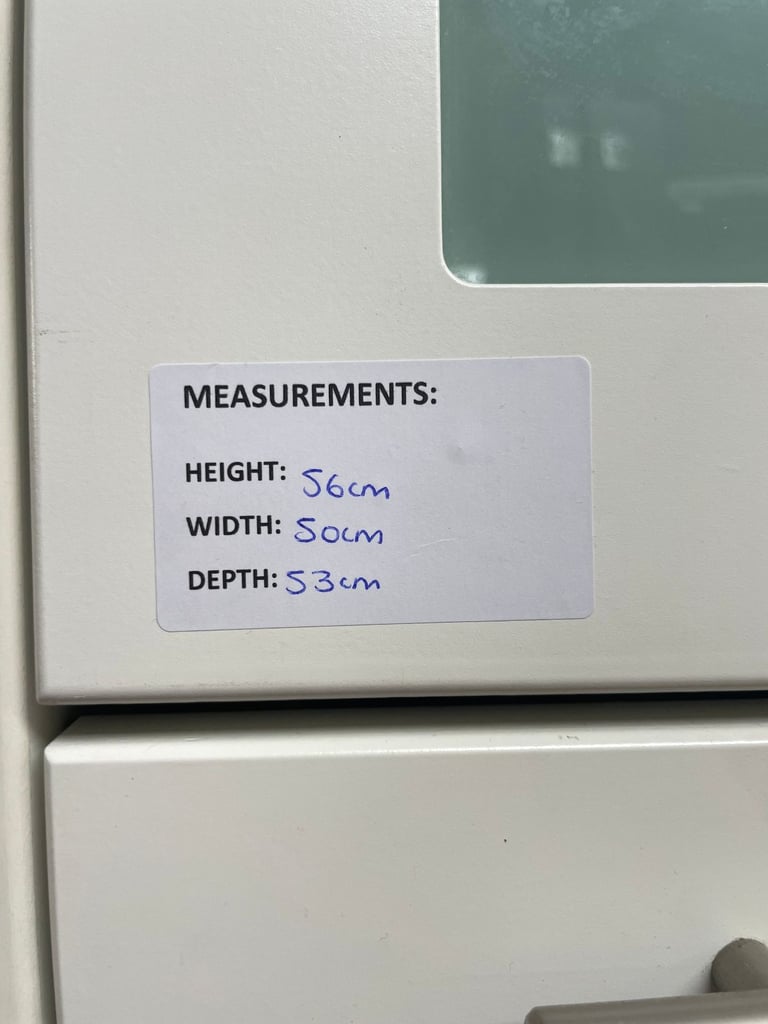 MEASUREMENTS:
HEIGHT: 56cm
WIDTH: 50cm
DEPTH: 53cm